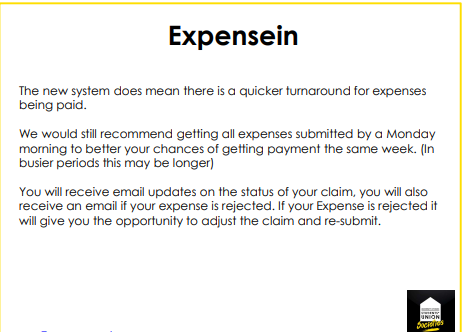 Expensein
The new system does mean there is a quicker turnaround for expenses
being paid.
We would still recommend getting all expenses submitted by a Monday
morning to better your chances of getting payment the same week. (In
busier periods this may be longer)
You will receive email updates on the status of your claim, you will also
receive an email if your expense is rejected. If your Expense is rejected it
will give you the opportunity to adjust the claim and re-submit.
UNION
Societies